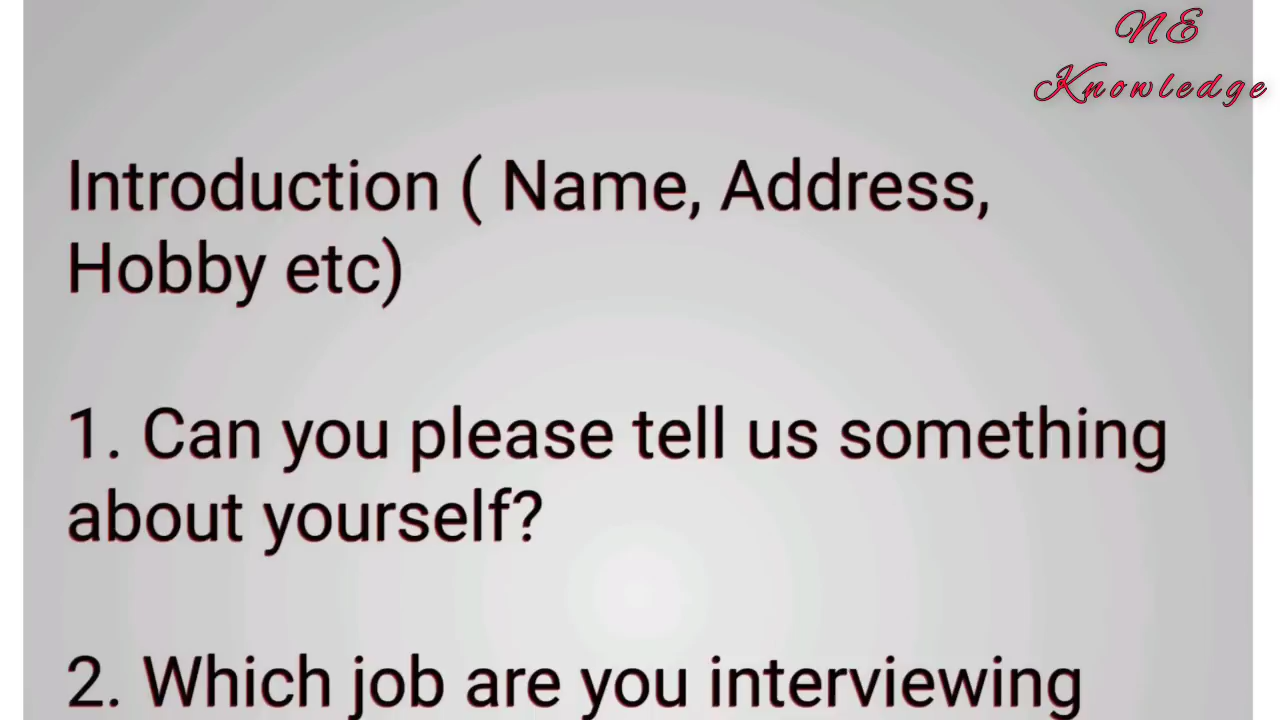 NE
Knowledge
Introduction ( Name, Address,
Hobby etc)
1. Can you please tell us something
about yourself?
2. Which job are you interviewing